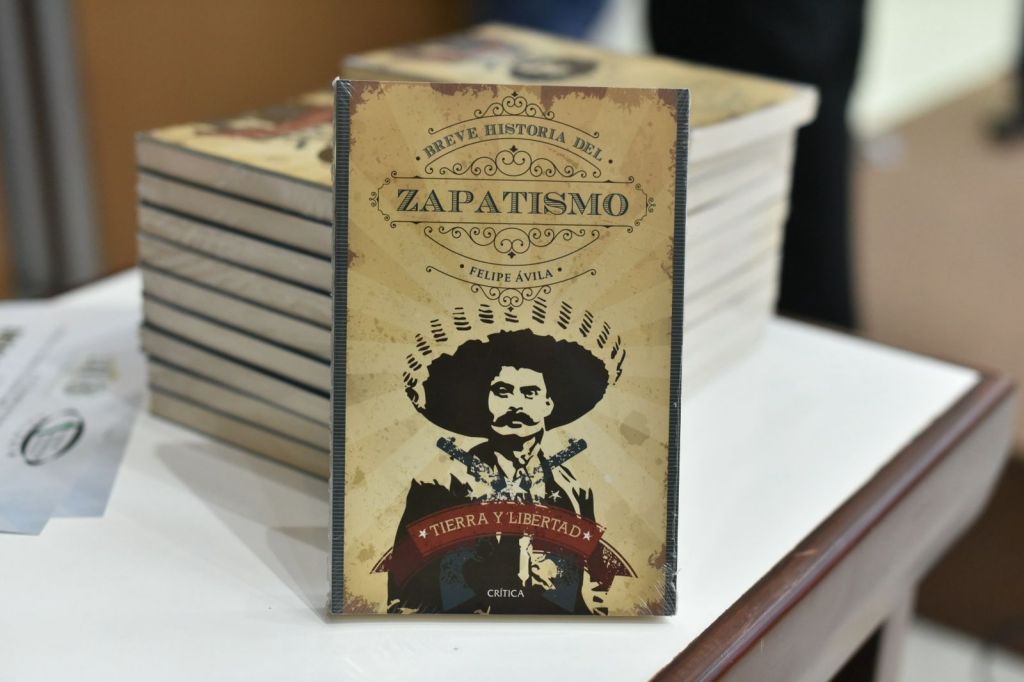 BREVE HISTORIA DEL
ZAPATISMO
FELIPE ÁVILA
TIERRA Y LIBERTAD
CRÍTICA